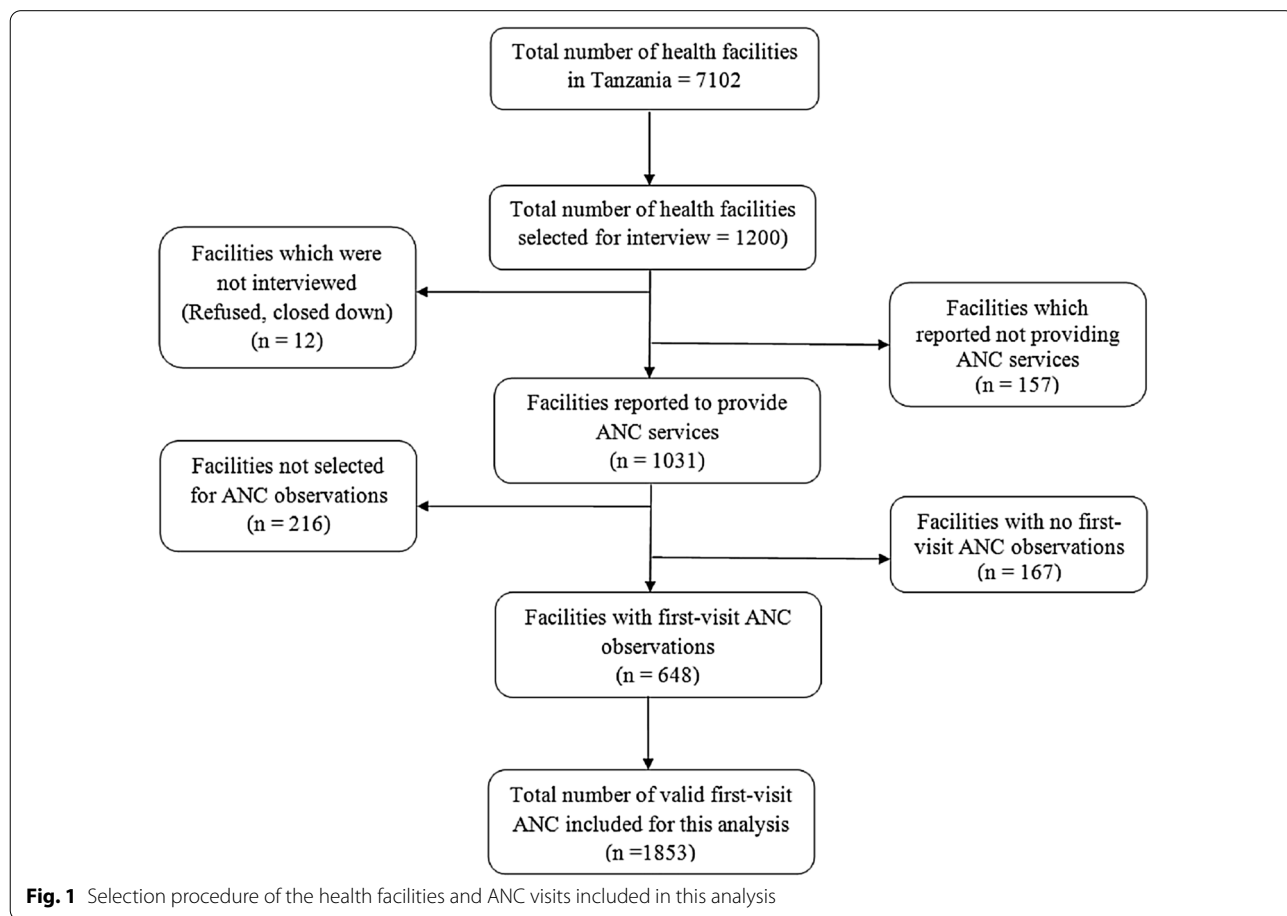 Total number of health facilities
in Tanzania = 7102
Total number of health facilities
selected for interview = 1200)
Facilities which were
not interviewed
(Refused, closed down)
(n = 12)
Facilities which
reported not providing
ANC services
(n = 157)
Facilities reported to provide
ANC services
(n = 1031)
Facilities not selected
for ANC observations
(n = 216)
Facilities with no first-
visit ANC observations
(n = 167)
Facilities with first-visit ANC
observations
(n = 648)
Total number of valid first-visit
ANC included for this analysis
(n =1853)
Fig. 1 Selection procedure of the health facilities and ANC visits included in this analysis